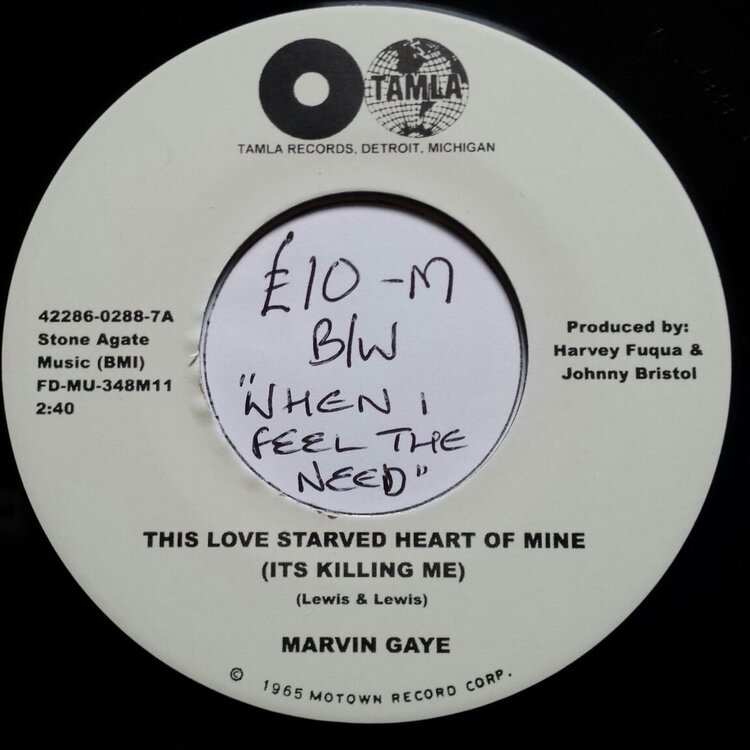 TAMLA
TAMLA RECORDS, DETROIT, MICHIGAN
42286-0288-7A
Stone Agate
Music (BMI)
FD-MU-348M11
2:40
£10 - M
B/W
"WHEN I
FEEL THE
NEED"
Produced by:
Harvey Fuqua &
Johnny Bristol
THIS LOVE STARVED HEART OF MINE
(ITS KILLING ME)
(Lewis & Lewis)
MARVIN GAYE
© 1965 MOTOWN RECORD CORP.